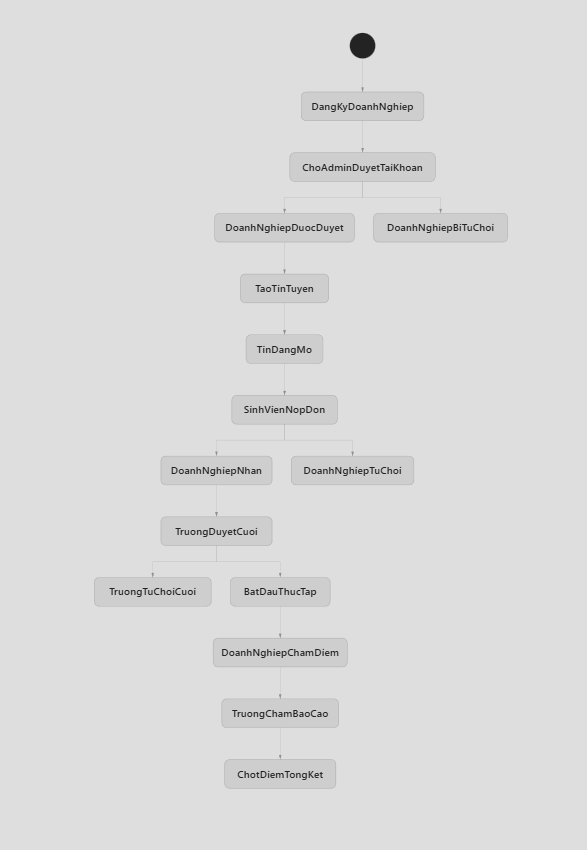 DangKyDoanhNghiep
ChoAdminDuyetTaiKhoan
DoanhNghiepDuocDuyet
DoanhNghiepBiTuChoi
TaoTinTuyen
TinDangMo
SinhVienNopDon
DoanhNghiepNhan
DoanhNghiepTuChoi
TruongDuyetCuoi
TruongTuChoiCuoi
BatDauThucTap
DoanhNghiepChamDiem
TruongChamBaoCao
ChotDiemTongKet